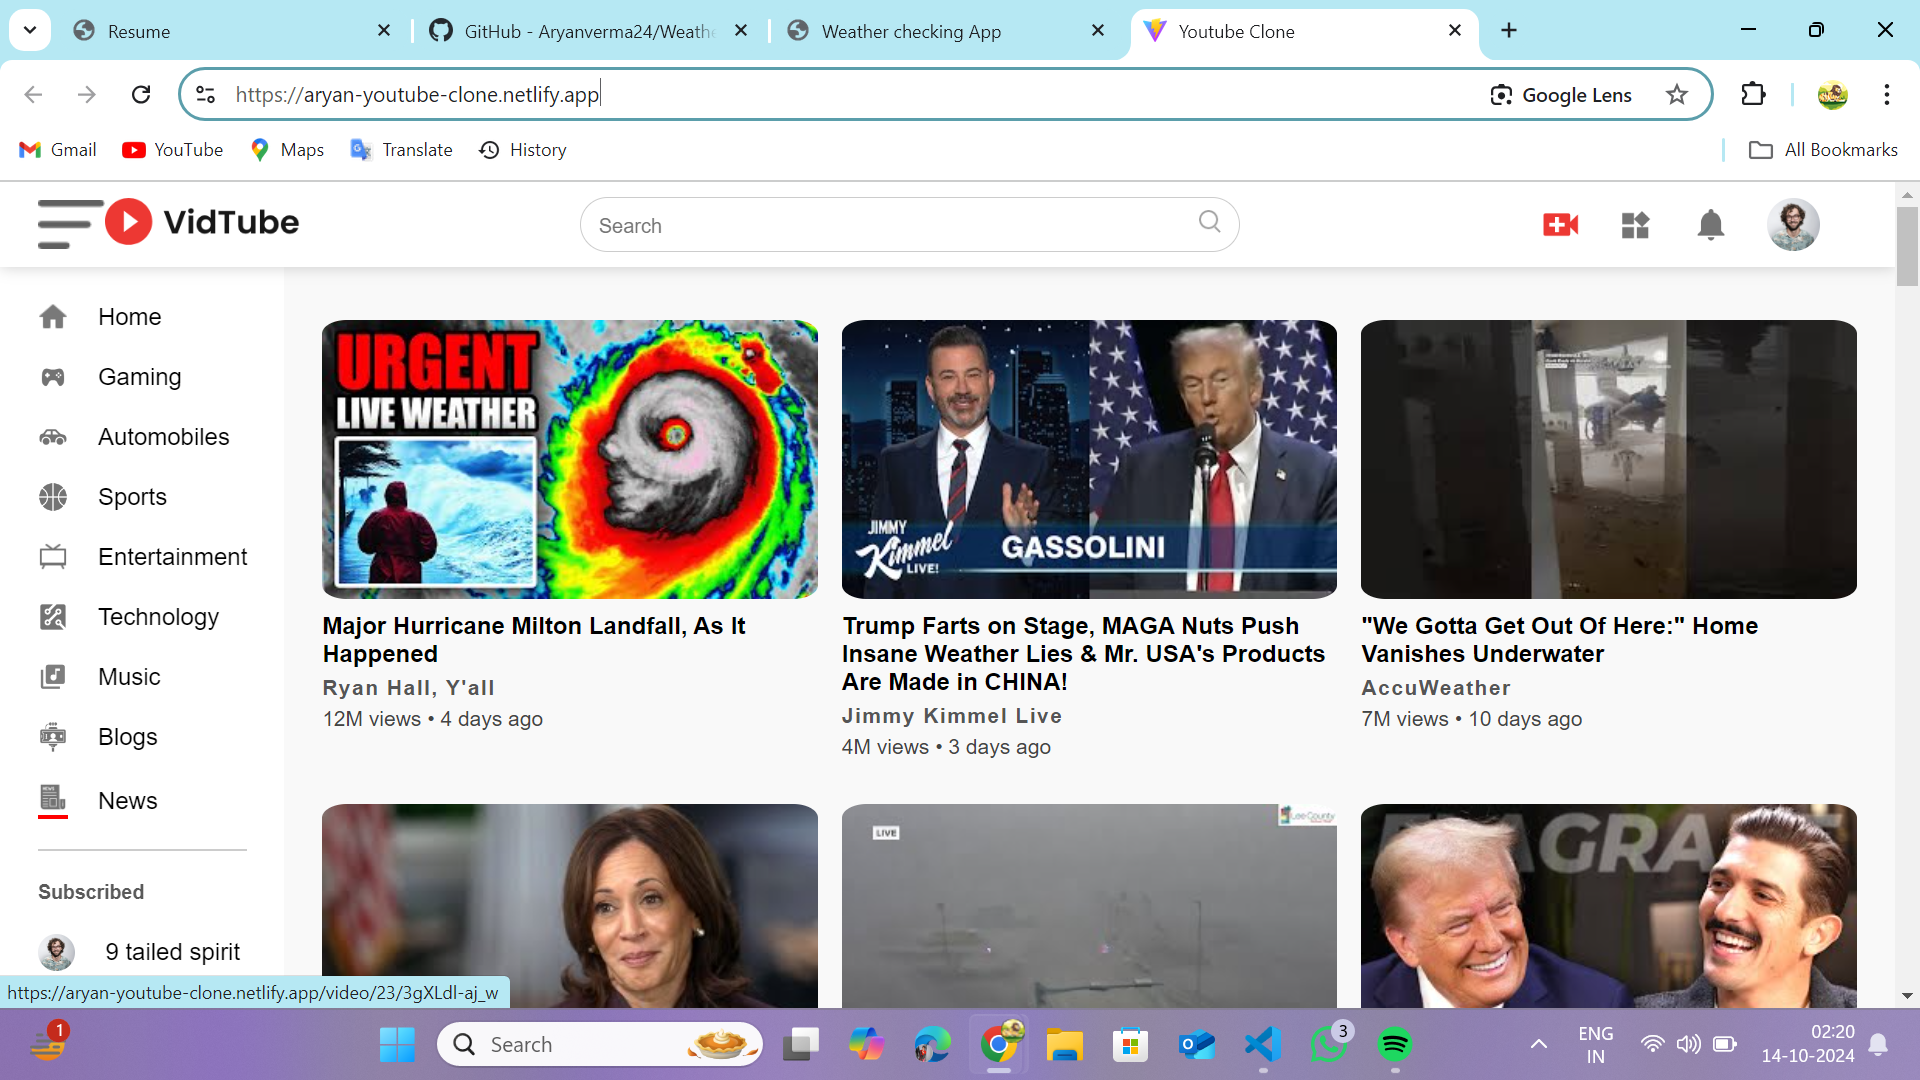 Resume
GitHub - Aryanverma24/Weathe
Weather checking App
Youtube Clone
https://aryan-youtube-clone.netlify.app
Google Lens
Gmail
YouTube
Maps
Translate
History
All Bookmarks
VidTube
Search
Home
Gaming
Automobiles
Sports
Entertainment
Technology
Music
Blogs
News
Subscribed
9 tailed spirit
URGENT
LIVE WEATHER
Major Hurricane Milton Landfall, As It
Happened
Ryan Hall, Y'all
12M views • 4 days ago
JIMMY
Kimmel
LIVE!
GASSOLINI
Trump Farts on Stage, MAGA Nuts Push
Insane Weather Lies & Mr. USA's Products
Are Made in CHINA!
Jimmy Kimmel Live
4M views • 3 days ago
"We Gotta Get Out Of Here:" Home
Vanishes Underwater
AccuWeather
7M views • 10 days ago
LIVE
Lee County
AGRA
https://aryan-youtube-clone.netlify.app/video/23/3gXLdl-aj_w
1
Search
3
ENG
IN
02:20
14-10-2024